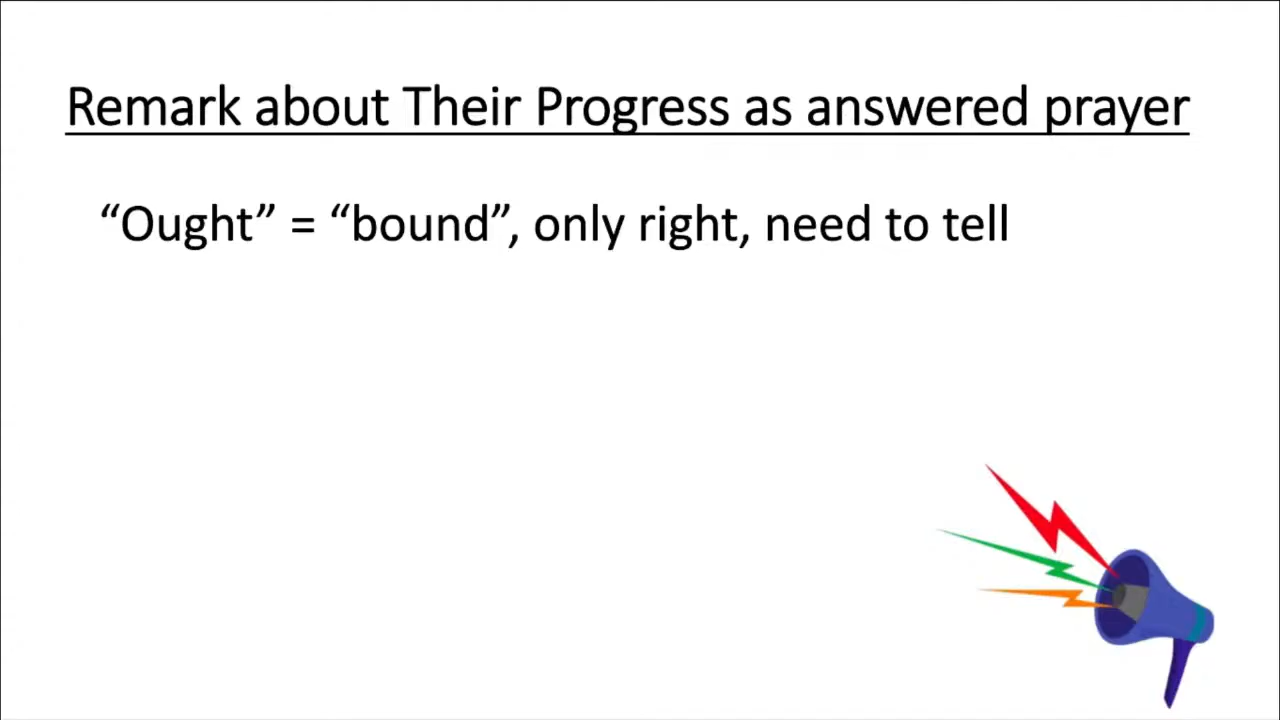 Remark about Their Progress as answered prayer
“Ought” = “bound”, only right, need to tell